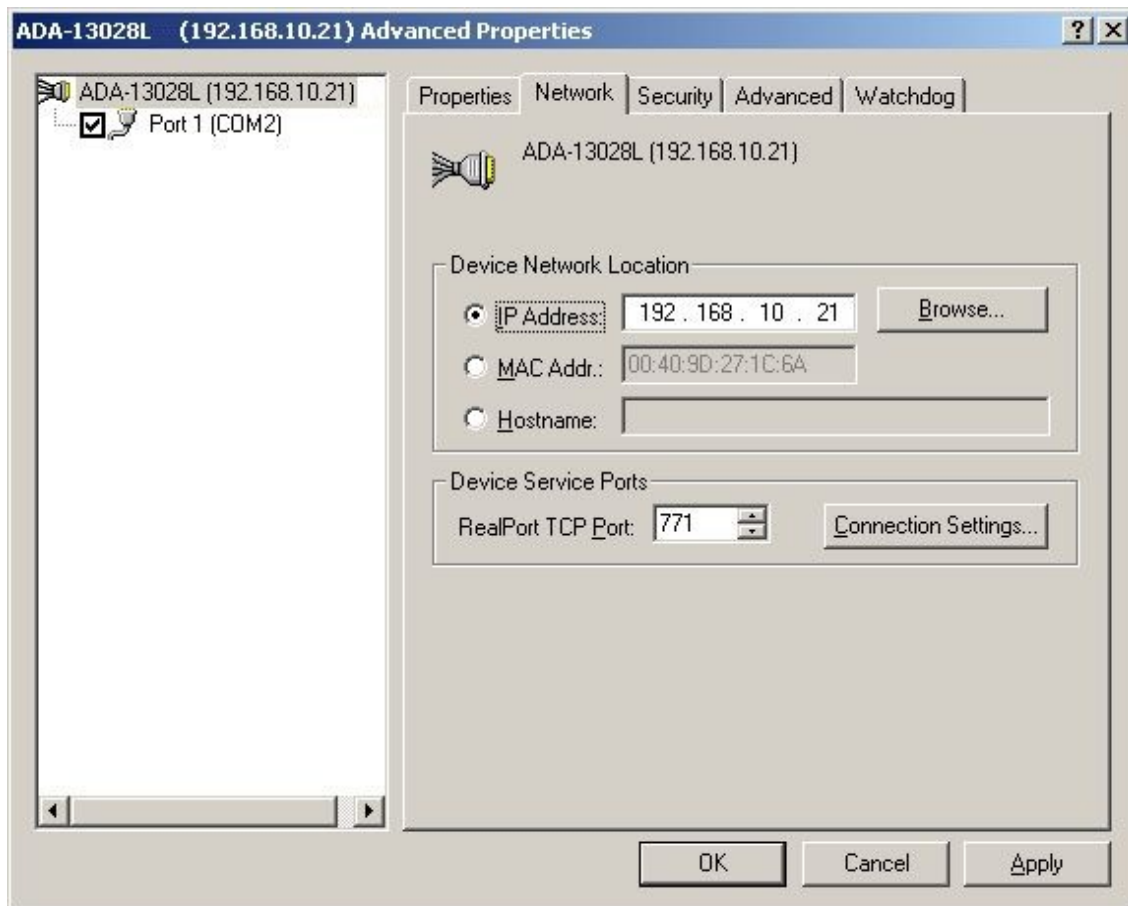 ADA-13028L (192.168.10.21) Advanced Properties
ADA-13028L (192.168.10.21)
Port 1 (COM2)
Properties Network Security Advanced Watchdog
ADA-13028L (192.168.10.21)
Device Network Location
IP Address: 192 . 168 . 10 . 21 Browse...
MAC Addr.: 00:40:9D:27:1C:6A
Hostname:
Device Service Ports
RealPort TCP Port: 771 Connection Settings...
OK Cancel Apply